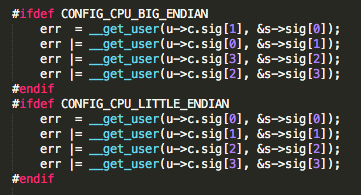 #ifdef CONFIG_CPU_BIG_ENDIAN
    err  = __get_user(u->c.sig[1], &s->sig[0]);
    err |= __get_user(u->c.sig[0], &s->sig[1]);
    err |= __get_user(u->c.sig[3], &s->sig[2]);
    err |= __get_user(u->c.sig[2], &s->sig[3]);
#endif
#ifdef CONFIG_CPU_LITTLE_ENDIAN
    err  = __get_user(u->c.sig[0], &s->sig[0]);
    err |= __get_user(u->c.sig[1], &s->sig[1]);
    err |= __get_user(u->c.sig[2], &s->sig[2]);
    err |= __get_user(u->c.sig[3], &s->sig[3]);
#endif